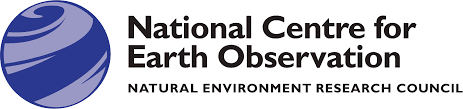 National Centre for
Earth Observation
NATURAL ENVIRONMENT RESEARCH COUNCIL